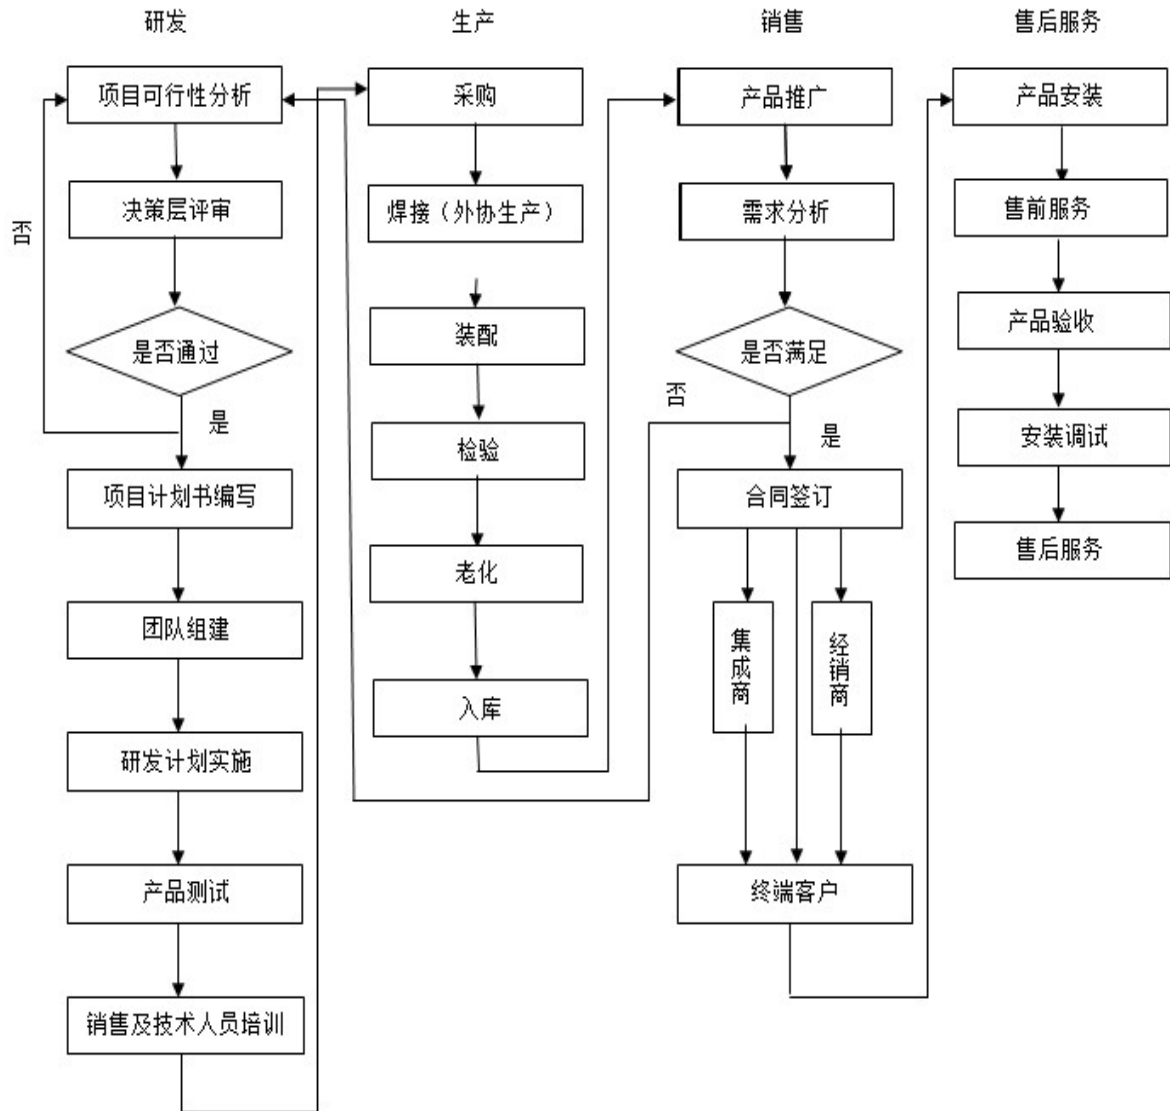 研发
生产
销售
售后服务
项目可行性分析
决策层评审
是否通过
否
是
项目计划书编写
团队组建
研发计划实施
产品测试
销售及技术人员培训
采购
焊接（外协生产）
装配
检验
老化
入库
产品推广
需求分析
是否满足
否
是
合同签订
集成商
经销商
终端客户
产品安装
售前服务
产品验收
安装调试
售后服务